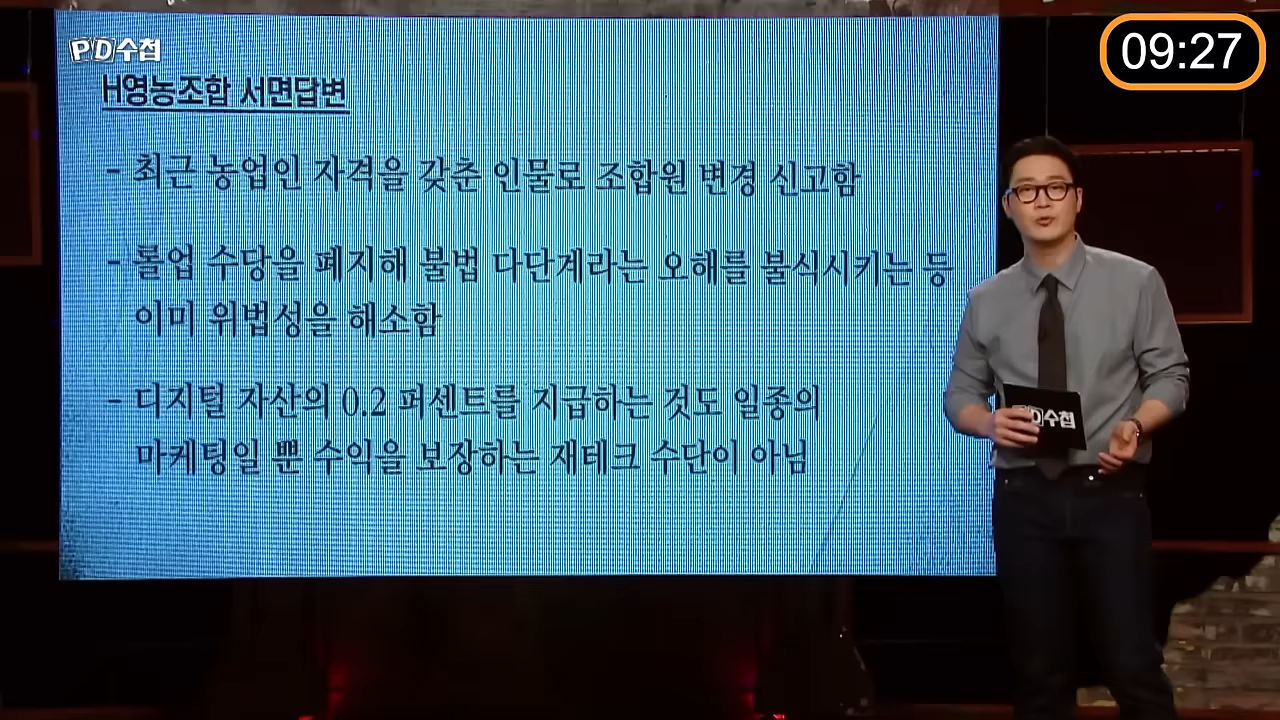 PD수첩
09:27
H영농조합 서면답변
- 최근 농업인 자격을 갖춘 인물로 조합원 변경 신고함
- 롤업 수당을 폐지해 불법 다단계라는 오해를 불식시키는 등
이미 위법성을 해소함
- 디지털 자산의 0.2 퍼센트를 지급하는 것도 일종의
마케팅일 뿐 수익을 보장하는 재테크 수단이 아님
PD수첩